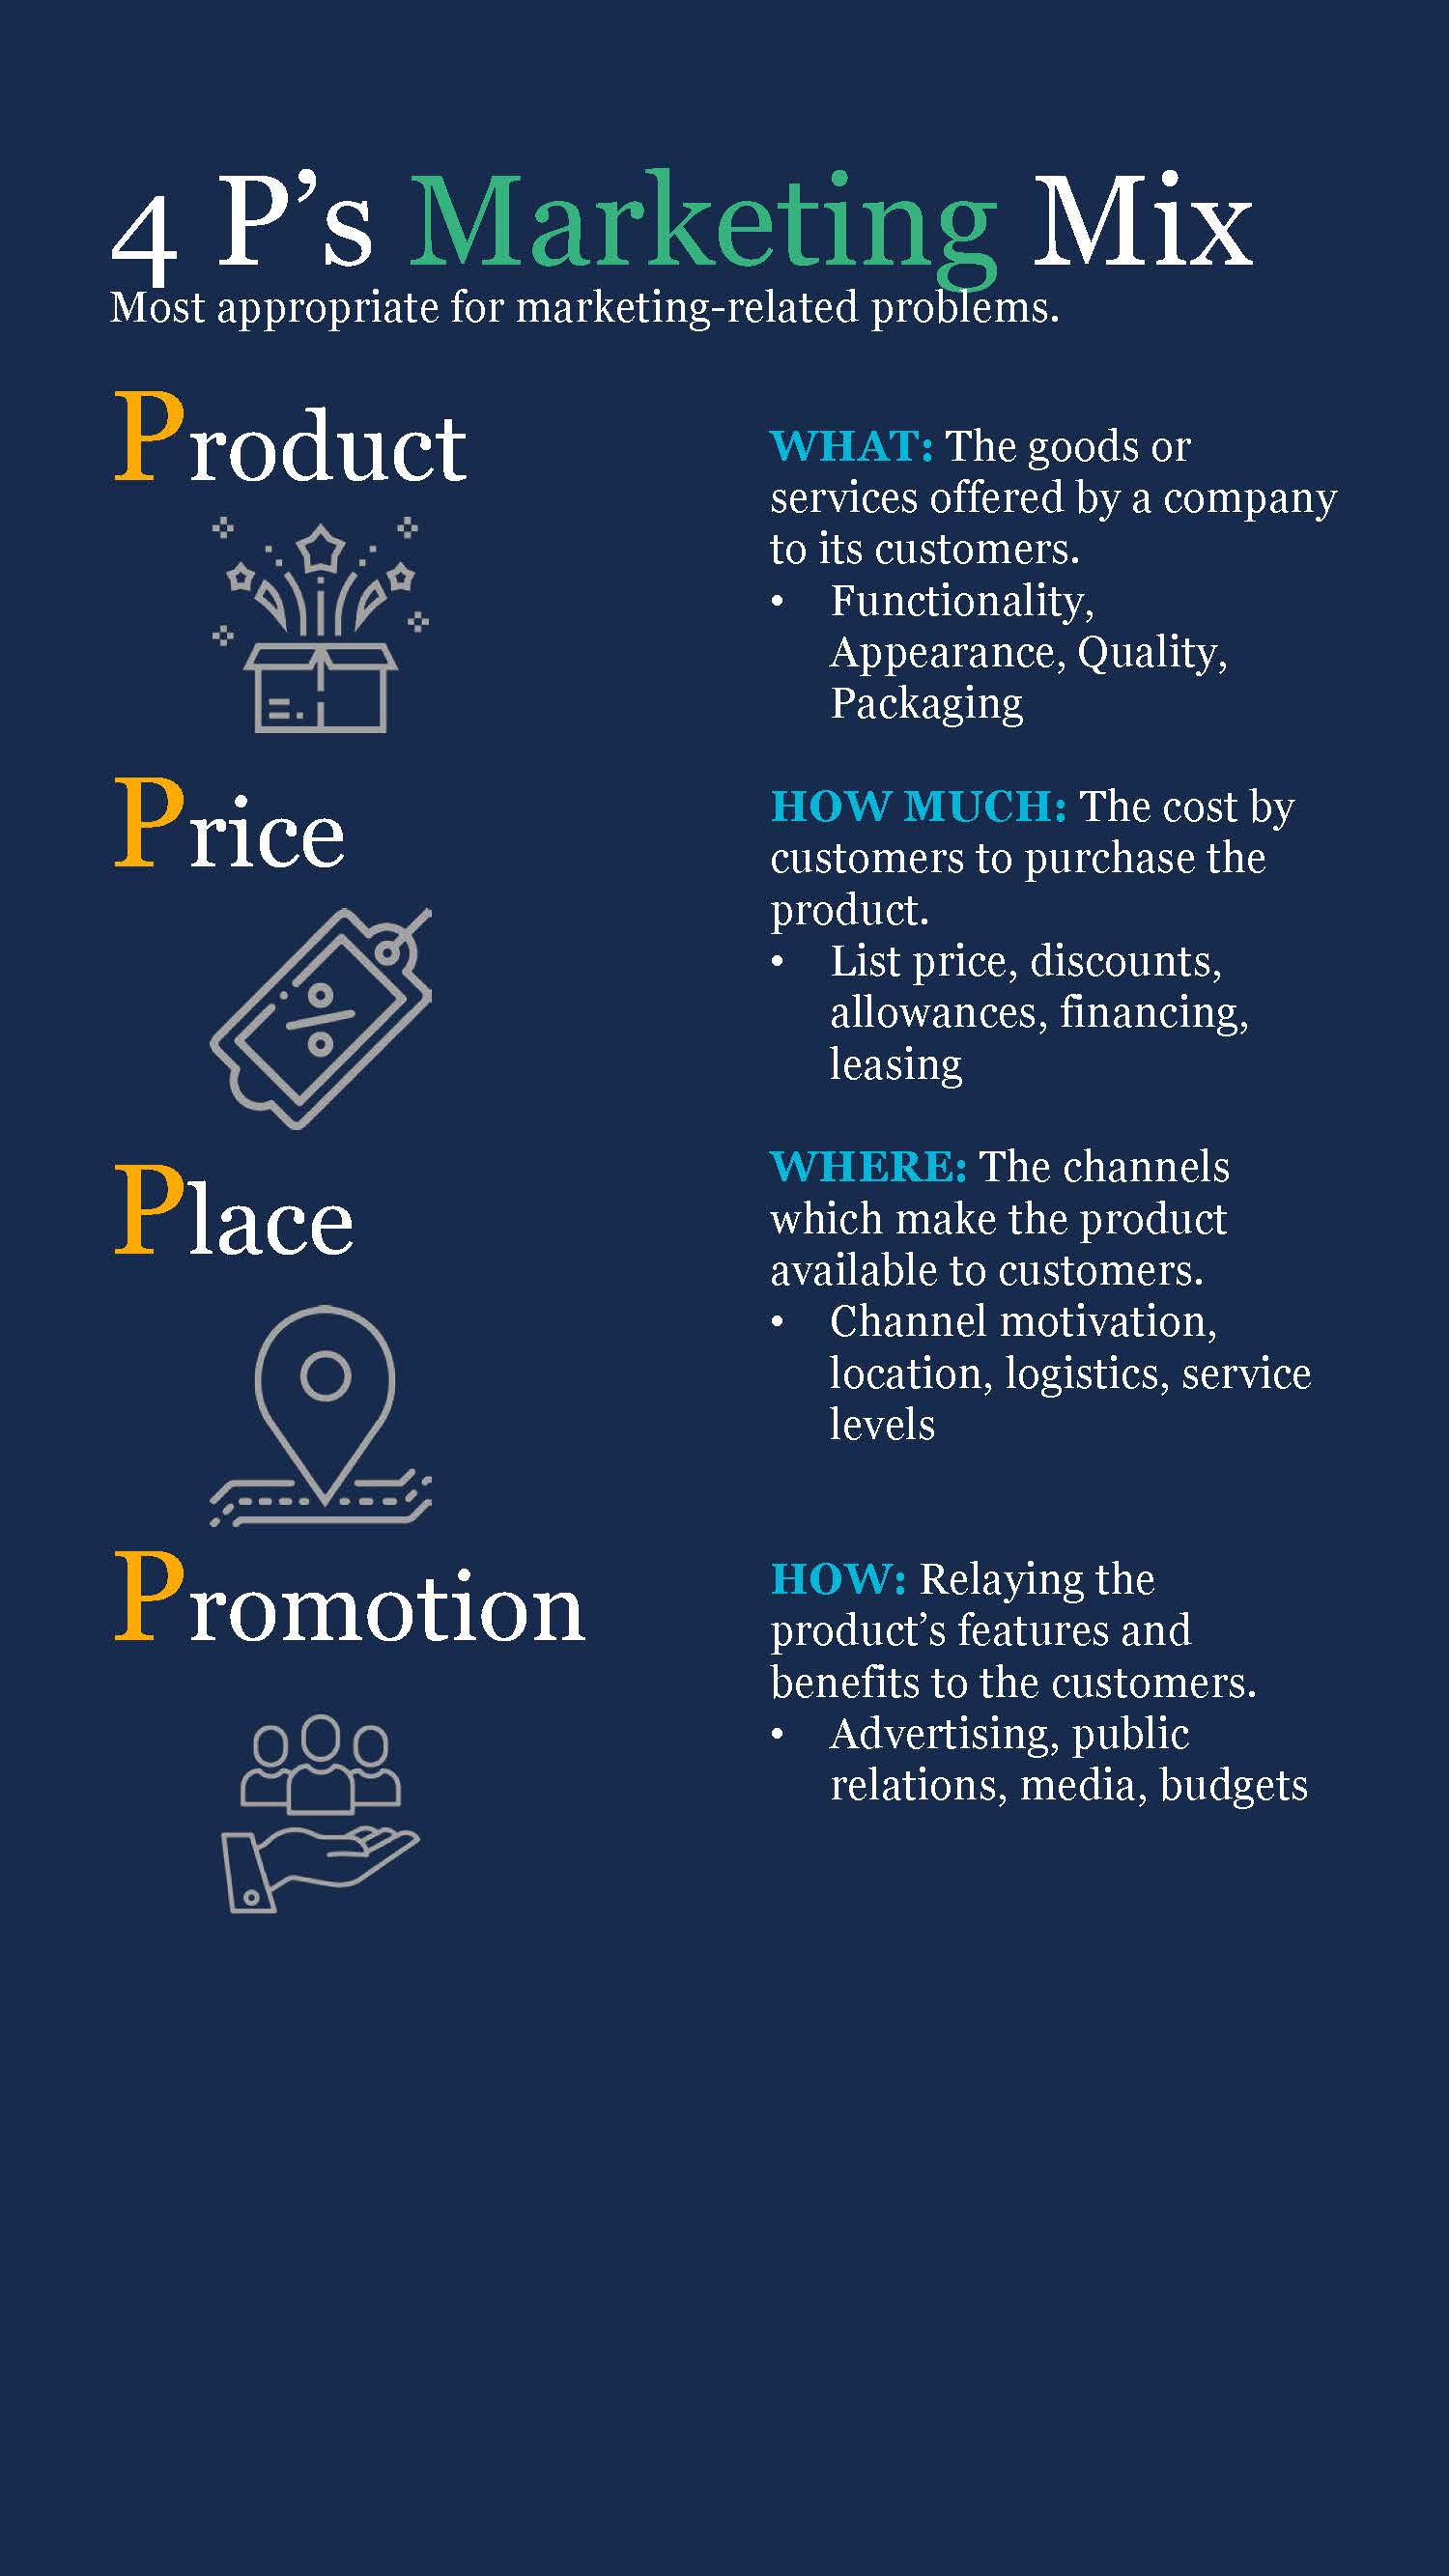 4 P’s Marketing Mix
Most appropriate for marketing-related problems.
Product
WHAT: The goods or
services offered by a company
to its customers.
• Functionality,
Appearance, Quality,
Packaging
Price
HOW MUCH: The cost by
customers to purchase the
product.
• List price, discounts,
allowances, financing,
leasing
Place
WHERE: The channels
which make the product
available to customers.
• Channel motivation,
location, logistics, service
levels
Promotion
HOW: Relaying the
product’s features and
benefits to the customers.
• Advertising, public
relations, media, budgets